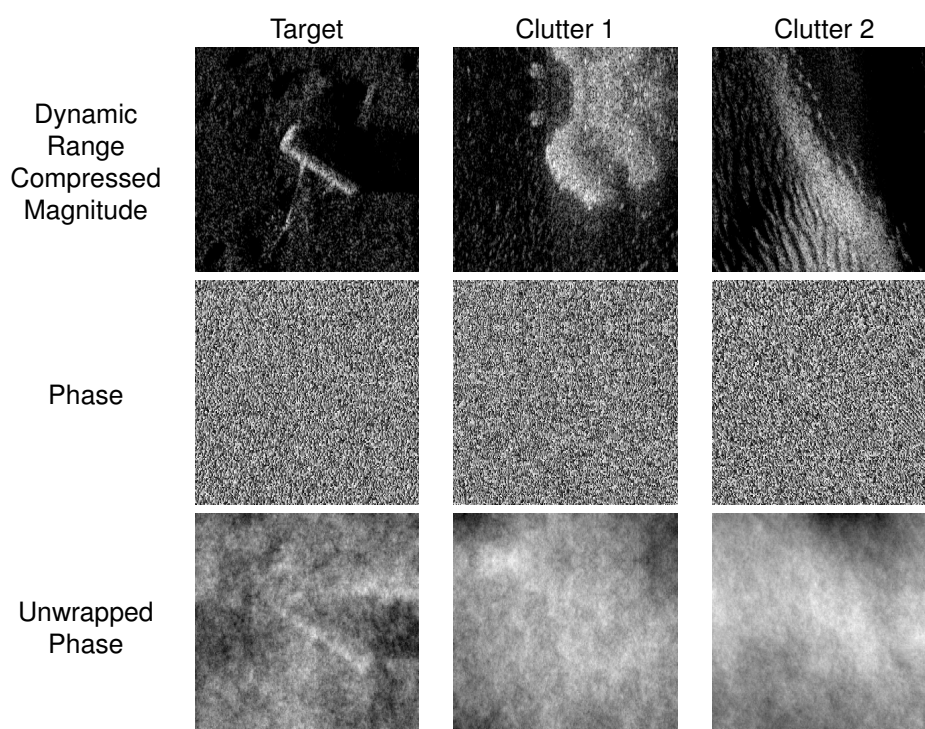 Target
Clutter 1
Clutter 2
Dynamic
Range
Compressed
Magnitude
Phase
Unwrapped
Phase